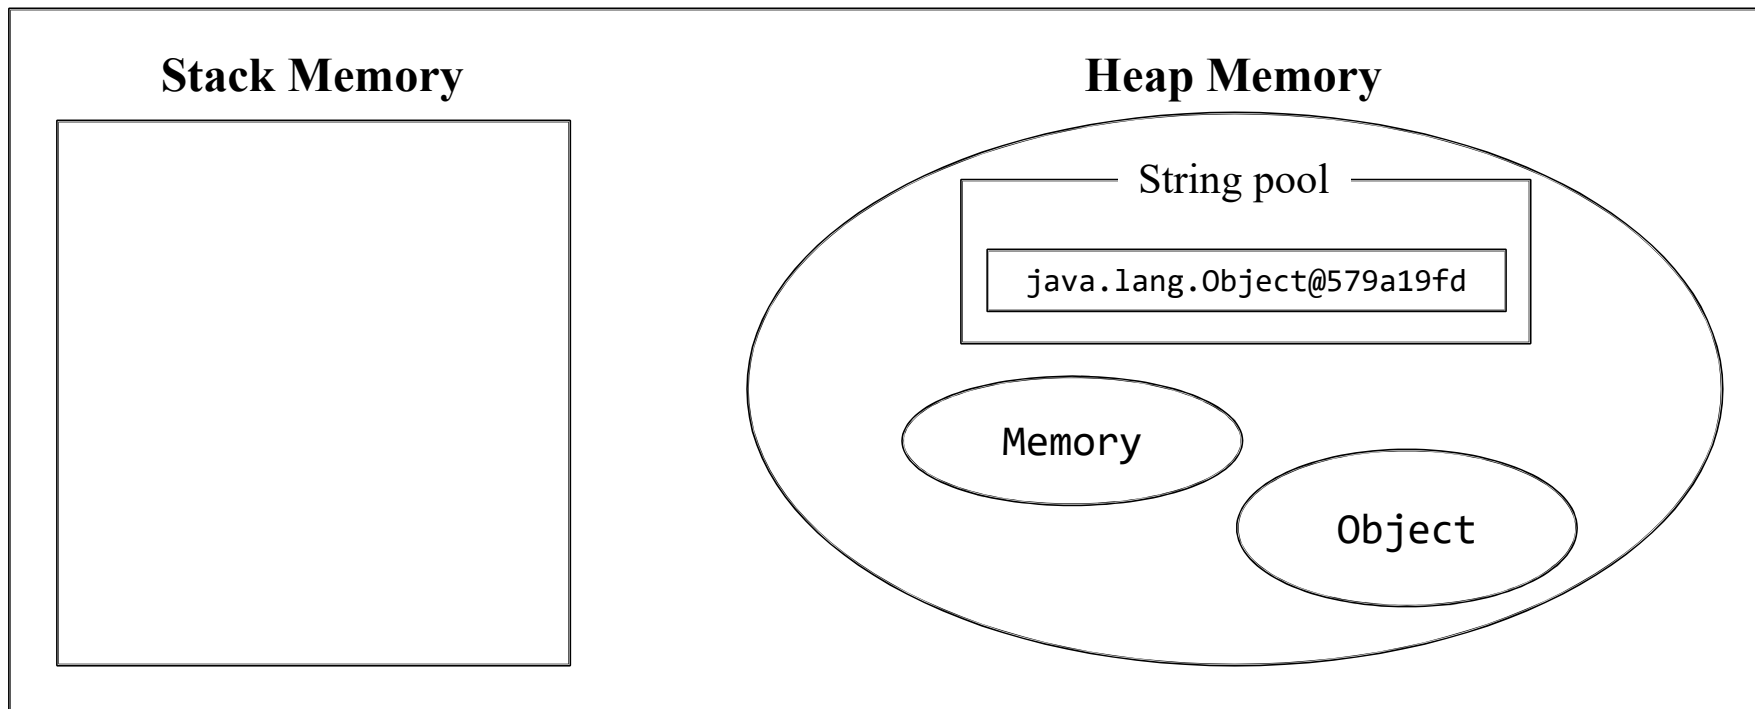 Stack Memory
Heap Memory
String pool
java.lang.Object@579a19fd
Memory
Object